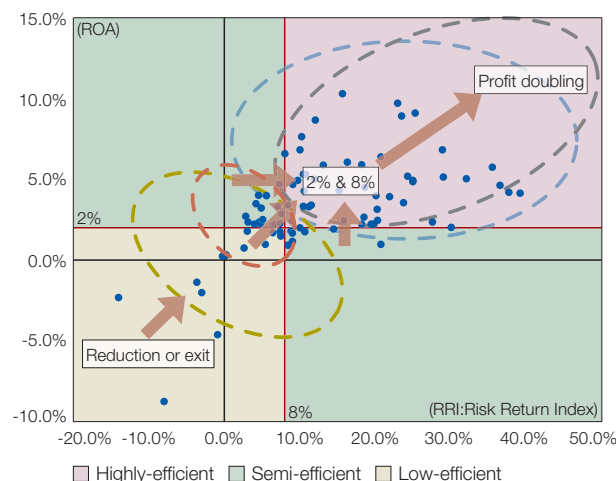 15.0%
(ROA)
Profit doubling
10.0%
5.0%
2% & 8%
2%
0.0%
-5.0%
Reduction or exit
-10.0%
8%
(RRI:Risk Return Index)
-20.0% -10.0% 0.0% 10.0% 20.0% 30.0% 40.0% 50.0%
Highly-efficient Semi-efficient Low-efficient